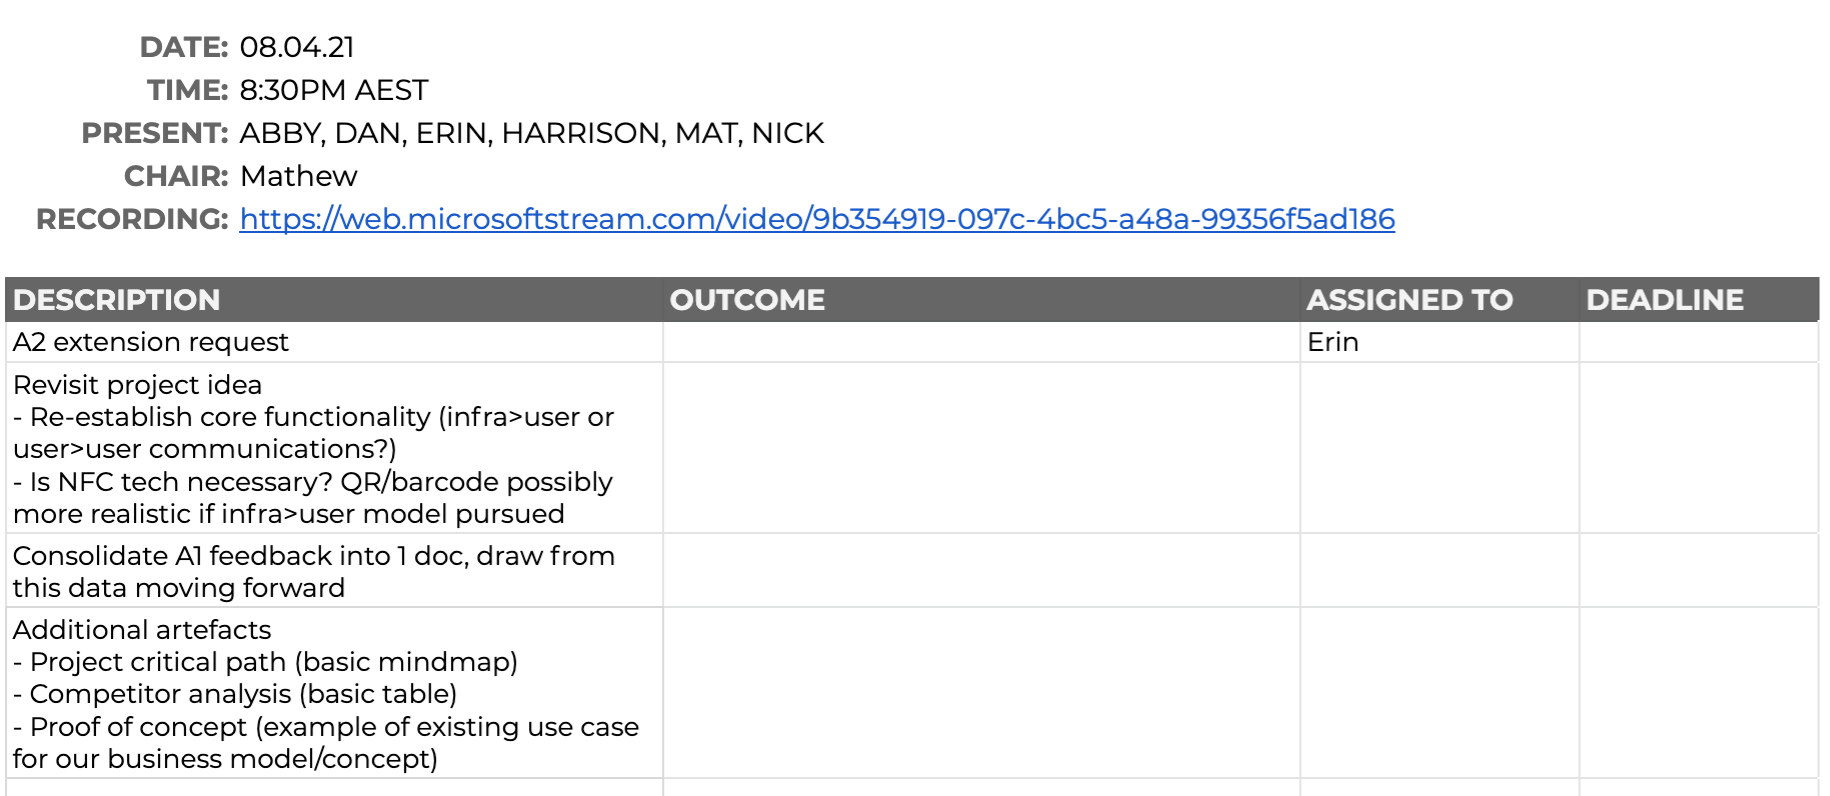 DATE: 08.04.21
TIME: 8:30PM AEST
PRESENT: ABBY, DAN, ERIN, HARRISON, MAT, NICK
CHAIR: Mathew
RECORDING: https://web.microsoftstream.com/video/9b354919-097c-4bc5-a48a-99356f5ad186
DESCRIPTION OUTCOME ASSIGNED TO DEADLINE
A2 extension request Erin
Revisit project idea
- Re-establish core functionality (infra>user or
user>user communications?)
- Is NFC tech necessary? QR/barcode possibly
more realistic if infra>user model pursued
Consolidate A1 feedback into 1 doc, draw from
this data moving forward
Additional artefacts
- Project critical path (basic mindmap)
- Competitor analysis (basic table)
- Proof of concept (example of existing use case
for our business model/concept)